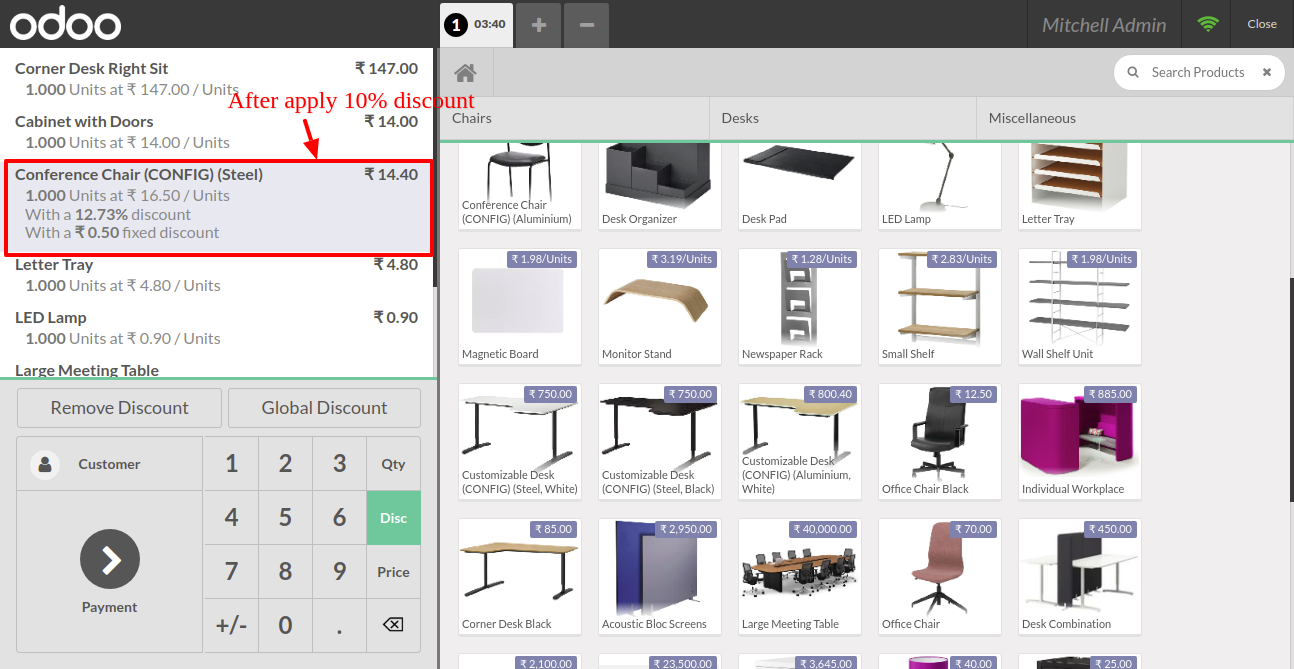 odoo
1 03:40
Mitchell Admin
Close
Corner Desk Right Sit ₹ 147.00
1.000 Units at ₹ 147.00 / Units
After apply 10% discount
Cabinet with Doors ₹ 14.00
1.000 Units at ₹ 14.00 / Units
Conference Chair (CONFIG) (Steel) ₹ 14.40
1.000 Units at ₹ 16.50 / Units
With a 12.73% discount
With a ₹ 0.50 fixed discount
Letter Tray ₹ 4.80
1.000 Units at ₹ 4.80 / Units
LED Lamp ₹ 0.90
1.000 Units at ₹ 0.90 / Units
Large Meeting Table
Remove Discount Global Discount
Customer 1 2 3 Qty
4 5 6 Disc
7 8 9 Price
Payment
+/- 0 .
Search Products
Chairs Desks Miscellaneous
Conference Chair
(CONFIG) (Aluminium)
Desk Organizer
Desk Pad
LED Lamp
Letter Tray
₹ 1.98/Units
Magnetic Board
₹ 3.19/Units
Monitor Stand
₹ 1.28/Units
Newspaper Rack
₹ 2.83/Units
Small Shelf
₹ 1.98/Units
Wall Shelf Unit
₹ 750.00
Customizable Desk
(CONFIG) (Steel, White)
₹ 750.00
Customizable Desk
(CONFIG) (Steel, Black)
₹ 800.40
Customizable Desk
(CONFIG) (Aluminium,
White)
₹ 12.50
Office Chair Black
₹ 885.00
Individual Workplace
₹ 85.00
Corner Desk Black
₹ 2,950.00
Acoustic Bloc Screens
₹ 40,000.00
Large Meeting Table
₹ 70.00
Office Chair
₹ 450.00
Desk Combination
₹ 2,100.00
₹ 23,500.00
₹ 3,645.00
₹ 40.00
₹ 25.00